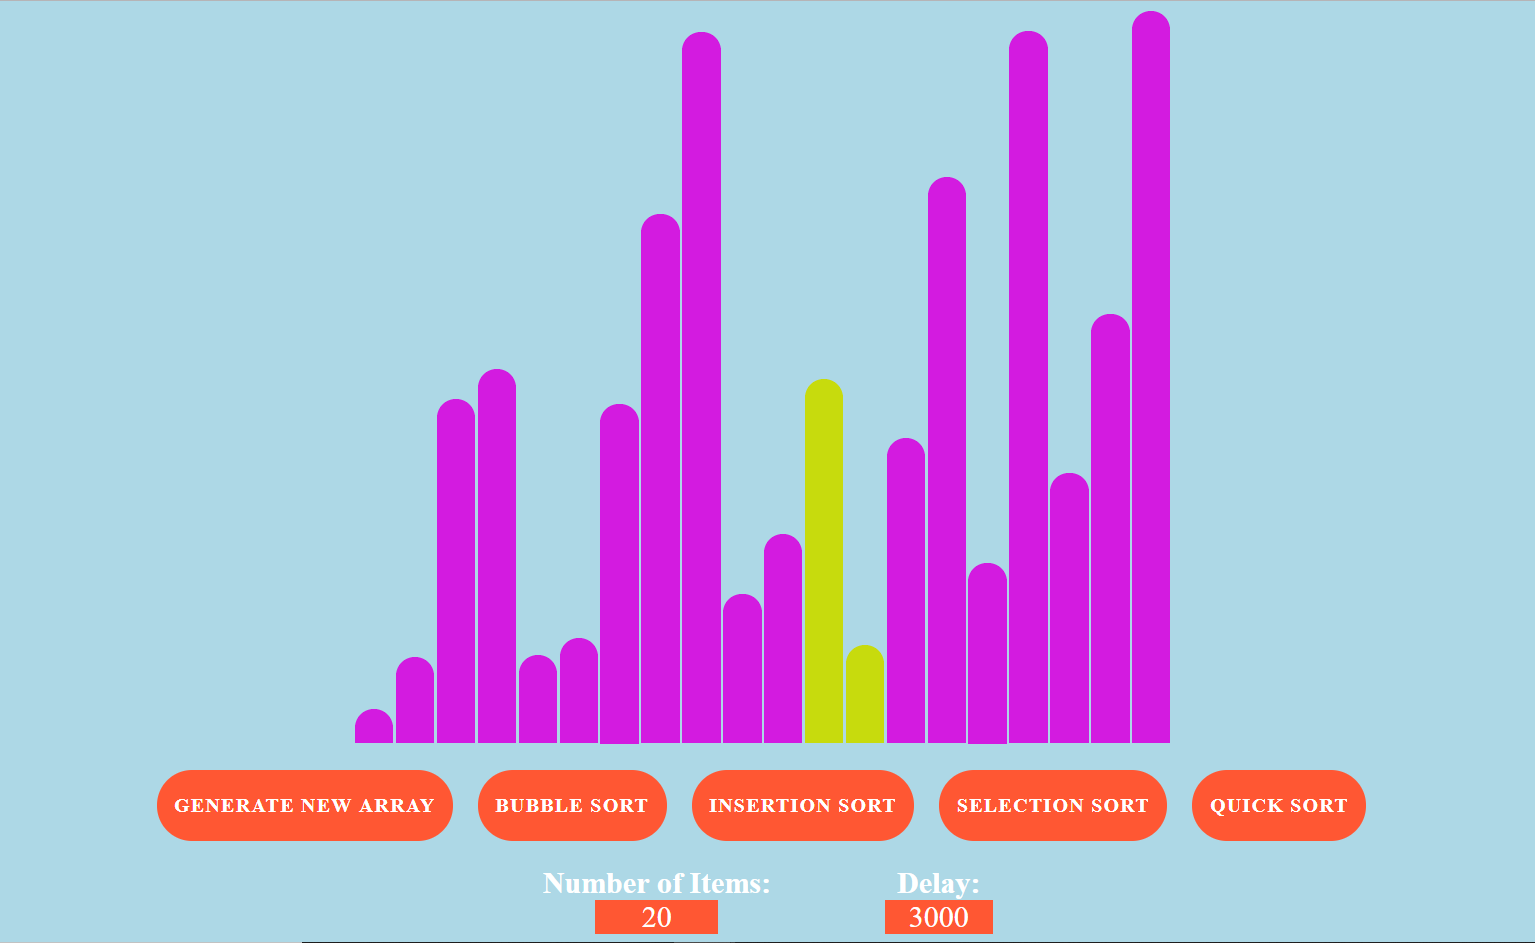 GENERATE NEW ARRAY
BUBBLE SORT
INSERTION SORT
SELECTION SORT
QUICK SORT
Number of Items:
20
Delay:
3000